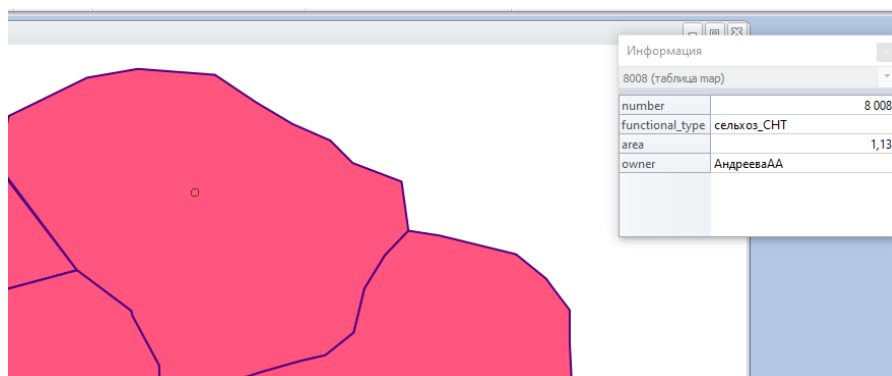 Информация
8008 (таблица map)
number 8 008
functional_type сельхоз_СНТ
area 1,13
owner АндрееваАА